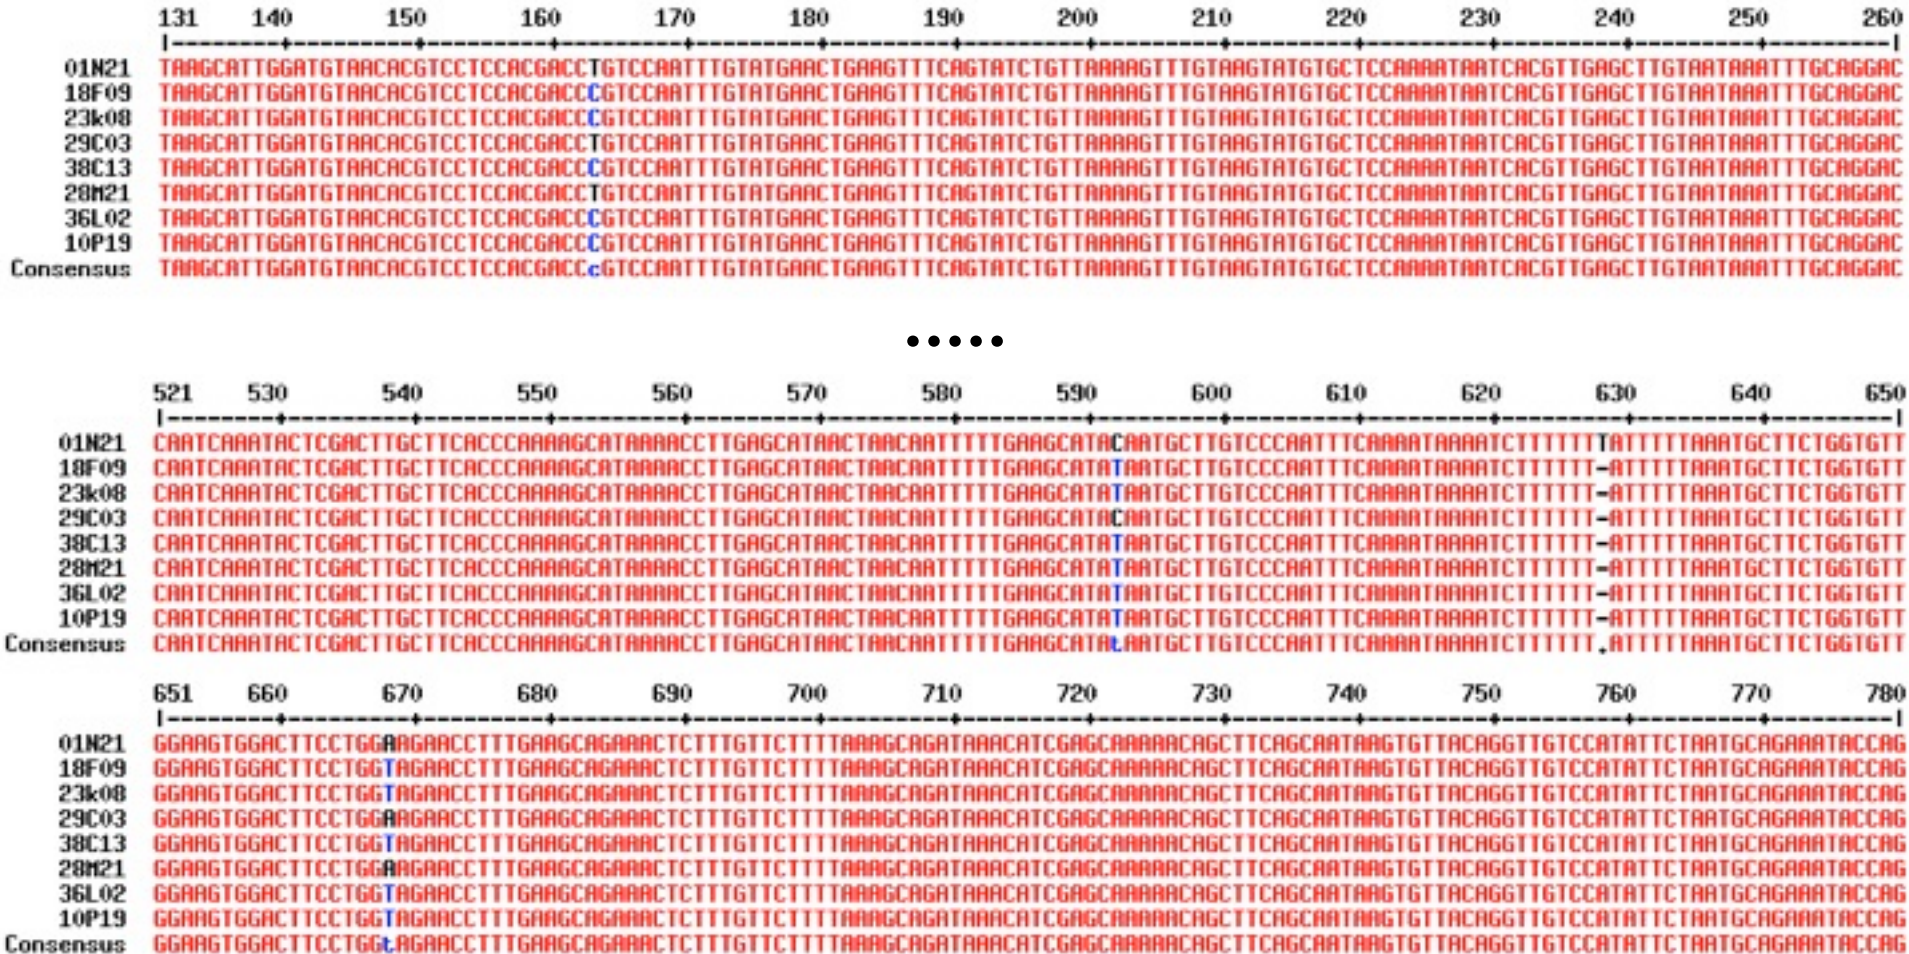 131 140 150 160 170 180 190 200 210 220 230 240 250 260
01N21 TAAGCATTGGATGTAACACGTCCTCCACGACCTGTCCAATTTGTATGAACTGAAGTTTCAGTATCTGTTAAAAGTTTGTAAGTATGTGCTCCAAAATAATCACGTTGAGCTTGTAATAAATTTGCAGGAC
18F09 TAAGCATTGGATGTAACACGTCCTCCACGACCCGTCCAATTTGTATGAACTGAAGTTTCAGTATCTGTTAAAAGTTTGTAAGTATGTGCTCCAAAATAATCACGTTGAGCTTGTAATAAATTTGCAGGAC
23k08 TAAGCATTGGATGTAACACGTCCTCCACGACCCGTCCAATTTGTATGAACTGAAGTTTCAGTATCTGTTAAAAGTTTGTAAGTATGTGCTCCAAAATAATCACGTTGAGCTTGTAATAAATTTGCAGGAC
29C03 TAAGCATTGGATGTAACACGTCCTCCACGACCTGTCCAATTTGTATGAACTGAAGTTTCAGTATCTGTTAAAAGTTTGTAAGTATGTGCTCCAAAATAATCACGTTGAGCTTGTAATAAATTTGCAGGAC
38C13 TAAGCATTGGATGTAACACGTCCTCCACGACCCGTCCAATTTGTATGAACTGAAGTTTCAGTATCTGTTAAAAGTTTGTAAGTATGTGCTCCAAAATAATCACGTTGAGCTTGTAATAAATTTGCAGGAC
28M21 TAAGCATTGGATGTAACACGTCCTCCACGACCTGTCCAATTTGTATGAACTGAAGTTTCAGTATCTGTTAAAAGTTTGTAAGTATGTGCTCCAAAATAATCACGTTGAGCTTGTAATAAATTTGCAGGAC
36L02 TAAGCATTGGATGTAACACGTCCTCCACGACCCGTCCAATTTGTATGAACTGAAGTTTCAGTATCTGTTAAAAGTTTGTAAGTATGTGCTCCAAAATAATCACGTTGAGCTTGTAATAAATTTGCAGGAC
10P19 TAAGCATTGGATGTAACACGTCCTCCACGACCCGTCCAATTTGTATGAACTGAAGTTTCAGTATCTGTTAAAAGTTTGTAAGTATGTGCTCCAAAATAATCACGTTGAGCTTGTAATAAATTTGCAGGAC
Consensus TAAGCATTGGATGTAACACGTCCTCCACGACCcGTCCAATTTGTATGAACTGAAGTTTCAGTATCTGTTAAAAGTTTGTAAGTATGTGCTCCAAAATAATCACGTTGAGCTTGTAATAAATTTGCAGGAC
.....
521 530 540 550 560 570 580 590 600 610 620 630 640 650
01N21 CAATCAAATACTCGACTTGCTTCACCCAAAAGCATAAAACCTTGAGCATAACTAACAATTTTTGAAGCATACAATGCTTGTCCCAATTTCAAAATAAAATCTTTTTTTATTTTTAAATGCTTCTGGTGTT
18F09 CAATCAAATACTCGACTTGCTTCACCCAAAAGCATAAAACCTTGAGCATAACTAACAATTTTTGAAGCATATAATGCTTGTCCCAATTTCAAAATAAAATCTTTTTT-ATTTTTAAATGCTTCTGGTGTT
23k08 CAATCAAATACTCGACTTGCTTCACCCAAAAGCATAAAACCTTGAGCATAACTAACAATTTTTGAAGCATATAATGCTTGTCCCAATTTCAAAATAAAATCTTTTTT-ATTTTTAAATGCTTCTGGTGTT
29C03 CAATCAAATACTCGACTTGCTTCACCCAAAAGCATAAAACCTTGAGCATAACTAACAATTTTTGAAGCATACAATGCTTGTCCCAATTTCAAAATAAAATCTTTTTT-ATTTTTAAATGCTTCTGGTGTT
38C13 CAATCAAATACTCGACTTGCTTCACCCAAAAGCATAAAACCTTGAGCATAACTAACAATTTTTGAAGCATATAATGCTTGTCCCAATTTCAAAATAAAATCTTTTTT-ATTTTTAAATGCTTCTGGTGTT
28M21 CAATCAAATACTCGACTTGCTTCACCCAAAAGCATAAAACCTTGAGCATAACTAACAATTTTTGAAGCATATAATGCTTGTCCCAATTTCAAAATAAAATCTTTTTT-ATTTTTAAATGCTTCTGGTGTT
36L02 CAATCAAATACTCGACTTGCTTCACCCAAAAGCATAAAACCTTGAGCATAACTAACAATTTTTGAAGCATATAATGCTTGTCCCAATTTCAAAATAAAATCTTTTTT-ATTTTTAAATGCTTCTGGTGTT
10P19 CAATCAAATACTCGACTTGCTTCACCCAAAAGCATAAAACCTTGAGCATAACTAACAATTTTTGAAGCATATAATGCTTGTCCCAATTTCAAAATAAAATCTTTTTT-ATTTTTAAATGCTTCTGGTGTT
Consensus CAATCAAATACTCGACTTGCTTCACCCAAAAGCATAAAACCTTGAGCATAACTAACAATTTTTGAAGCATAtAATGCTTGTCCCAATTTCAAAATAAAATCTTTTTT.ATTTTTAAATGCTTCTGGTGTT
651 660 670 680 690 700 710 720 730 740 750 760 770 780
01N21 GGAAGTGGACTTCCTGGAAGAACCTTTGAAGCAGAAACTCTTTGTTCTTTTAAAGCAGATAAACATCGAGCAAAAACAGCTTCAGCAATAAGTGTTACAGGTTGTCCATATTCTAATGCAGAAATACCAG
18F09 GGAAGTGGACTTCCTGGTAGAACCTTTGAAGCAGAAACTCTTTGTTCTTTTAAAGCAGATAAACATCGAGCAAAAACAGCTTCAGCAATAAGTGTTACAGGTTGTCCATATTCTAATGCAGAAATACCAG
23k08 GGAAGTGGACTTCCTGGTAGAACCTTTGAAGCAGAAACTCTTTGTTCTTTTAAAGCAGATAAACATCGAGCAAAAACAGCTTCAGCAATAAGTGTTACAGGTTGTCCATATTCTAATGCAGAAATACCAG
29C03 GGAAGTGGACTTCCTGGAAGAACCTTTGAAGCAGAAACTCTTTGTTCTTTTAAAGCAGATAAACATCGAGCAAAAACAGCTTCAGCAATAAGTGTTACAGGTTGTCCATATTCTAATGCAGAAATACCAG
38C13 GGAAGTGGACTTCCTGGTAGAACCTTTGAAGCAGAAACTCTTTGTTCTTTTAAAGCAGATAAACATCGAGCAAAAACAGCTTCAGCAATAAGTGTTACAGGTTGTCCATATTCTAATGCAGAAATACCAG
28M21 GGAAGTGGACTTCCTGGAAGAACCTTTGAAGCAGAAACTCTTTGTTCTTTTAAAGCAGATAAACATCGAGCAAAAACAGCTTCAGCAATAAGTGTTACAGGTTGTCCATATTCTAATGCAGAAATACCAG
36L02 GGAAGTGGACTTCCTGGTAGAACCTTTGAAGCAGAAACTCTTTGTTCTTTTAAAGCAGATAAACATCGAGCAAAAACAGCTTCAGCAATAAGTGTTACAGGTTGTCCATATTCTAATGCAGAAATACCAG
10P19 GGAAGTGGACTTCCTGGTAGAACCTTTGAAGCAGAAACTCTTTGTTCTTTTAAAGCAGATAAACATCGAGCAAAAACAGCTTCAGCAATAAGTGTTACAGGTTGTCCATATTCTAATGCAGAAATACCAG
Consensus GGAAGTGGACTTCCTGGtAGAACCTTTGAAGCAGAAACTCTTTGTTCTTTTAAAGCAGATAAACATCGAGCAAAAACAGCTTCAGCAATAAGTGTTACAGGTTGTCCATATTCTAATGCAGAAATACCAG